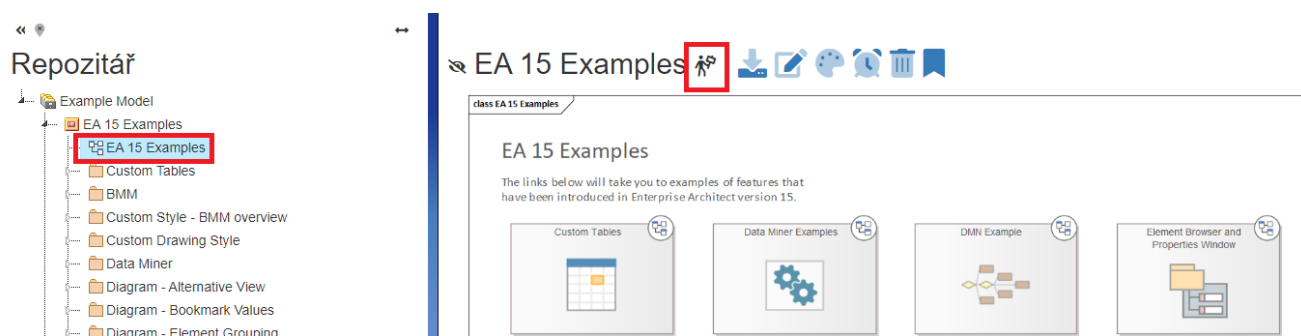 Repozitář
Example Model
EA 15 Examples
EA 15 Examples
Custom Tables
BMM
Custom Style - BMM overview
Custom Drawing Style
Data Miner
Diagram - Alternative View
Diagram - Bookmark Values
Diagram - Element Grouping
EA 15 Examples
class EA 15 Examples
EA 15 Examples
The links below will take you to examples of features that
have been introduced in Enterprise Architect version 15.
Custom Tables
Data Miner Examples
DMN Example
Element Browser and
Properties Window